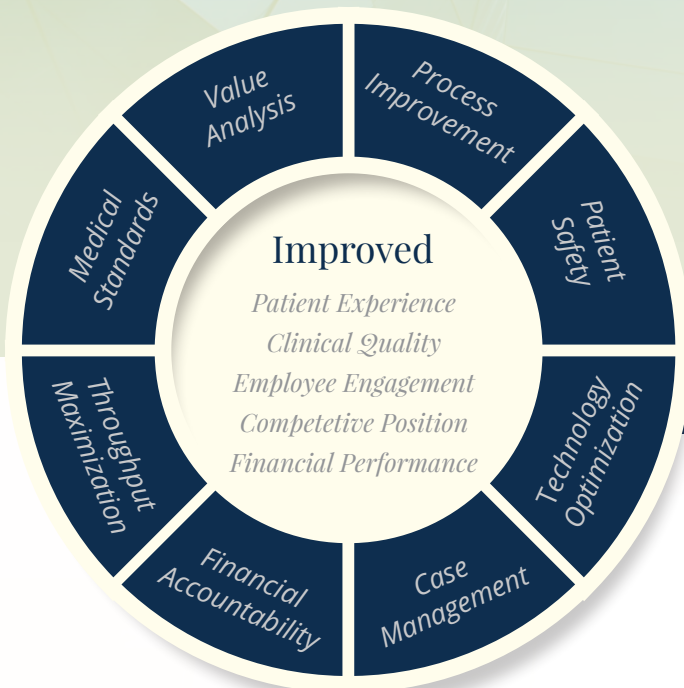 Value
Analysis
Process
Improvement
Patient
Safety
Technology
Optimization
Case
Management
Financial
Accountability
Throughput
Maximization
Medical
Standards
Improved
Patient Experience
Clinical Quality
Employee Engagement
Competetive Position
Financial Performance